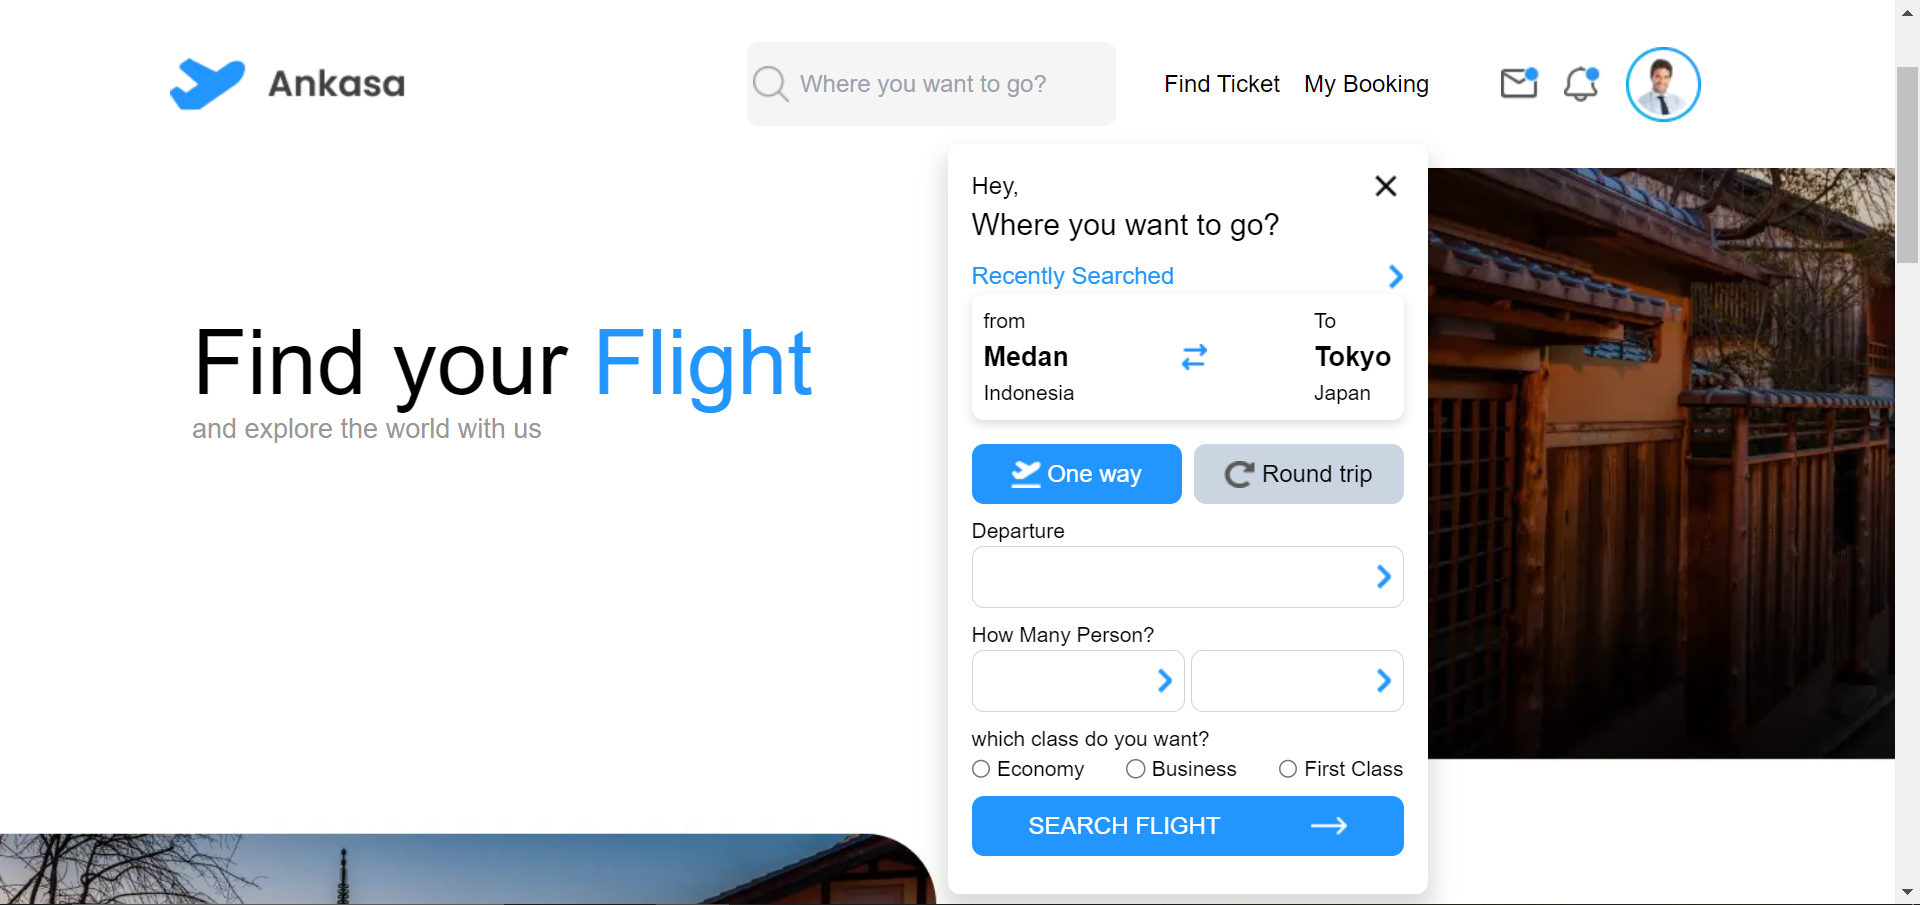 Ankasa
Where you want to go?
Find Ticket
My Booking
Find your Flight
and explore the world with us
Hey,
Where you want to go?
Recently Searched
from
To
Medan
Tokyo
Indonesia
Japan
One way
Round trip
Departure
How Many Person?
which class do you want?
Economy
Business
First Class
SEARCH FLIGHT